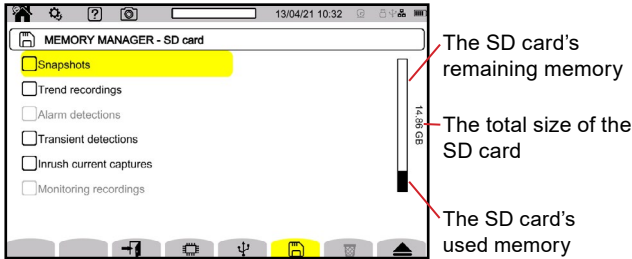 ?
13/04/21 10:32
MEMORY MANAGER - SD card
Snapshots
Trend recordings
Alarm detections
Transient detections
Inrush current captures
Monitoring recordings
14.86 GB
The SD card's
remaining memory
The total size of the
SD card
The SD card's
used memory